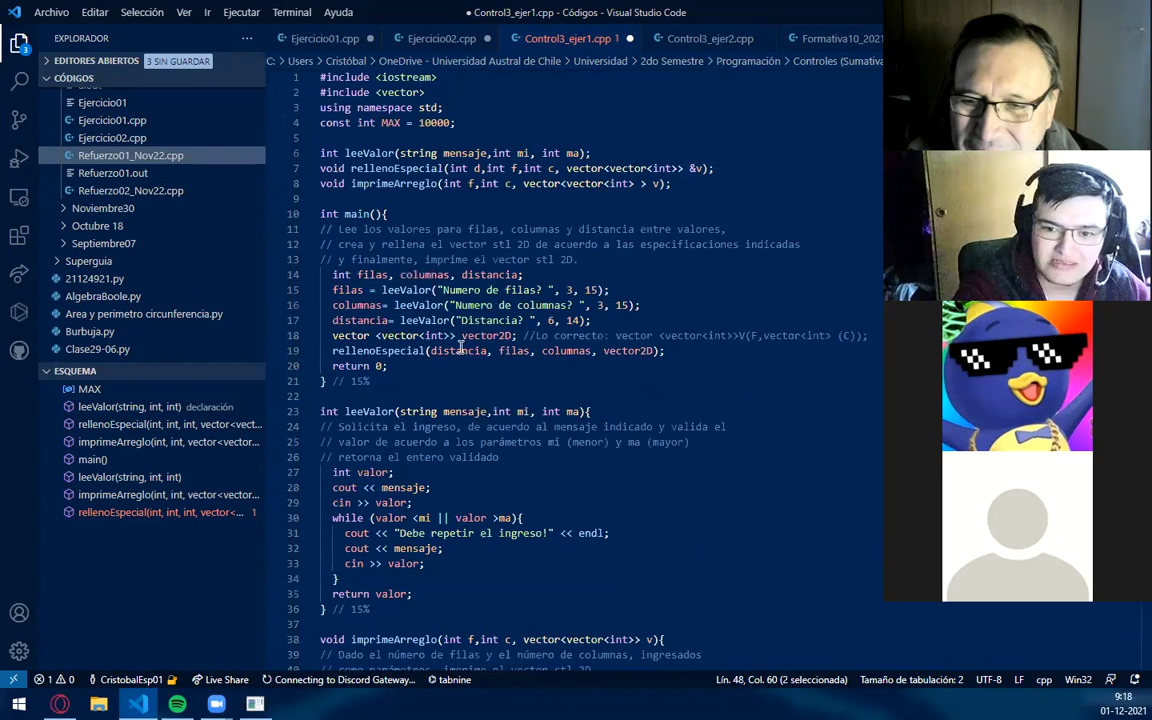 Archivo Editar Selección Ver Ir Ejecutar Terminal Ayuda
● Control3_ejer1.cpp - Códigos - Visual Studio Code
EXPLORADOR
Ejercicio01.cpp Ejercicio02.cpp Control3_ejer1.cpp 1 Control3_ejer2.cpp Formativa10_2021
C: > Users > Cristóbal > OneDrive - Universidad Austral de Chile > Universidad > 2do Semestre > Programación > Controles (Sumativa
EDITORES ABIERTOS 3 SIN GUARDAR
CÓDIGOS
Ejercicio01
Ejercicio01.cpp
Ejercicio02.cpp
Refuerzo01_Nov22.cpp
Refuerzo01.out
Refuerzo02_Nov22.cpp
Noviembre30
Octubre 18
Septiembre07
Superguia
21124921.py
AlgebraBoole.py
Area y perimetro circunferencia.py
Burbuja.py
Clase29-06.py
ESQUEMA
MAX
leeValor(string, int, int) declaración
rellenoEspecial(int, int, int, vector<vect...
imprimeArreglo(int, int, vector<vector...
main()
leeValor(string, int, int)
imprimeArreglo(int, int, vector<vector...
rellenoEspecial(int, int, int, vector<... 1
1 #include <iostream>
2 #include <vector>
3 using namespace std;
4 const int MAX = 10000;
5
6 int leeValor(string mensaje,int mi, int ma);
7 void rellenoEspecial(int d,int f,int c, vector<vector<int>> &v);
8 void imprimeArreglo(int f,int c, vector<vector<int> > v);
9
10 int main(){
11 // Lee los valores para filas, columnas y distancia entre valores,
12 // crea y rellena el vector stl 2D de acuerdo a las especificaciones indicadas
13 // y finalmente, imprime el vector stl 2D.
14 int filas, columnas, distancia;
15 filas = leeValor("Numero de filas? ", 3, 15);
16 columnas= leeValor("Numero de columnas? ", 3, 15);
17 distancia= leeValor("Distancia? ", 6, 14);
18 vector <vector<int>> vector2D; //Lo correcto: vector <vector<int>>V(F,vector<int> (C));
19 rellenoEspecial(distancia, filas, columnas, vector2D);
20 return 0;
21 } // 15%
22
23 int leeValor(string mensaje,int mi, int ma){
24 // Solicita el ingreso, de acuerdo al mensaje indicado y valida el
25 // valor de acuerdo a los parámetros mi (menor) y ma (mayor)
26 // retorna el entero validado
27 int valor;
28 cout << mensaje;
29 cin >> valor;
30 while (valor <mi || valor >ma){
31 cout << "Debe repetir el ingreso!" << endl;
32 cout << mensaje;
33 cin >> valor;
34 }
35 return valor;
36 } // 15%
37
38 void imprimeArreglo(int f,int c, vector<vector<int>> v){
39 // Dado el número de filas y el número de columnas, ingresados
1 0 CristobalEsp01 Live Share Connecting to Discord Gateway... tabnine Lín. 48, Col. 60 (2 seleccionada) Tamaño de tabulación: 2 UTF-8 LF cpp Win32
9:18
01-12-2021